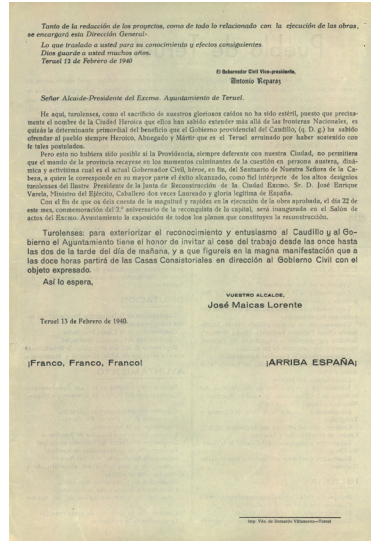 Tanto de la redacción de los proyectos, como de todo lo relacionado con la ejecución de las obras,
se encargará esta Dirección General».
Lo que traslado a usted para su conocimiento y efectos consiguientes
Dios guarde a usted muchos años.
Teruel 12 de Febrero de 1940
El Gobernador Civil Vice-presidente,
Antonio Reparaz
Señor Alcalde-Presidente del Excmo. Ayuntamiento de Teruel.
He aquí, turolenses, como el sacrificio de nuestros gloriosos caídos no ha sido estéril, puesto que precisa-
mente el nombre de la Ciudad Heroica que ellos han sabido extender más allá de las fronteras Nacionales, es
quizás la determinante primordial del beneficio que el Gobierno providencial del Caudillo, (q. D. g.) ha sabido
ofrendar al pueblo siempre Heroico, Abnegado y Mártir que es el Teruel arruinado por haber sostenido con
fe tales postulados.
Pero esto no hubiera sido posible si la Providencia, siempre deferente con nuestra Ciudad, no permitiera
que el mando de la provincia recayese en los momentos culminantes de la cuestión en persona austera, diná-
mica y activísima cual es el actual Gobernador Civil, héroe, en fin, del Santuario de Nuestra Señora de la Ca-
beza, a quien le corresponde en su mayor parte el éxito alcanzado, como fiel intérprete de los altos designios
turolenses del Ilustre Presidente de la Junta de Reconstrucción de la Ciudad Excmo. Sr. D. José Enrique
Varela, Ministro del Ejército, Caballero dos veces Laureado y gloria legítima de España.
Con el fin de que os deis cuenta de la magnitud y rapidez en la ejecución de la obra aprobada, el día 22 de
este mes, conmemoración del 2.º aniversario de la reconquista de la capital, será inaugurada en el Salón de
actos del Excmo. Ayuntamiento la exposición de todos los planos que constituyen la reconstrucción.
Turolenses: para exteriorizar el reconocimiento y entusiasmo al Caudillo y al Go-
bierno el Ayuntamiento tiene el honor de invitar al cese del trabajo desde las once hasta
las dos de la tarde del día de mañana, y a que figureis en la magna manifestación que a
las doce horas partirá de las Casas Consistoriales en dirección al Gobierno Civil con el
objeto expresado.
Así lo espera,
VUESTRO ALCALDE,
José Maicas Lorente
Teruel 13 de Febrero de 1940.
¡Franco, Franco, Franco!
¡ARRIBA ESPAÑA¡
Imp. Vda. de Bernardo Villanueva—Teruel